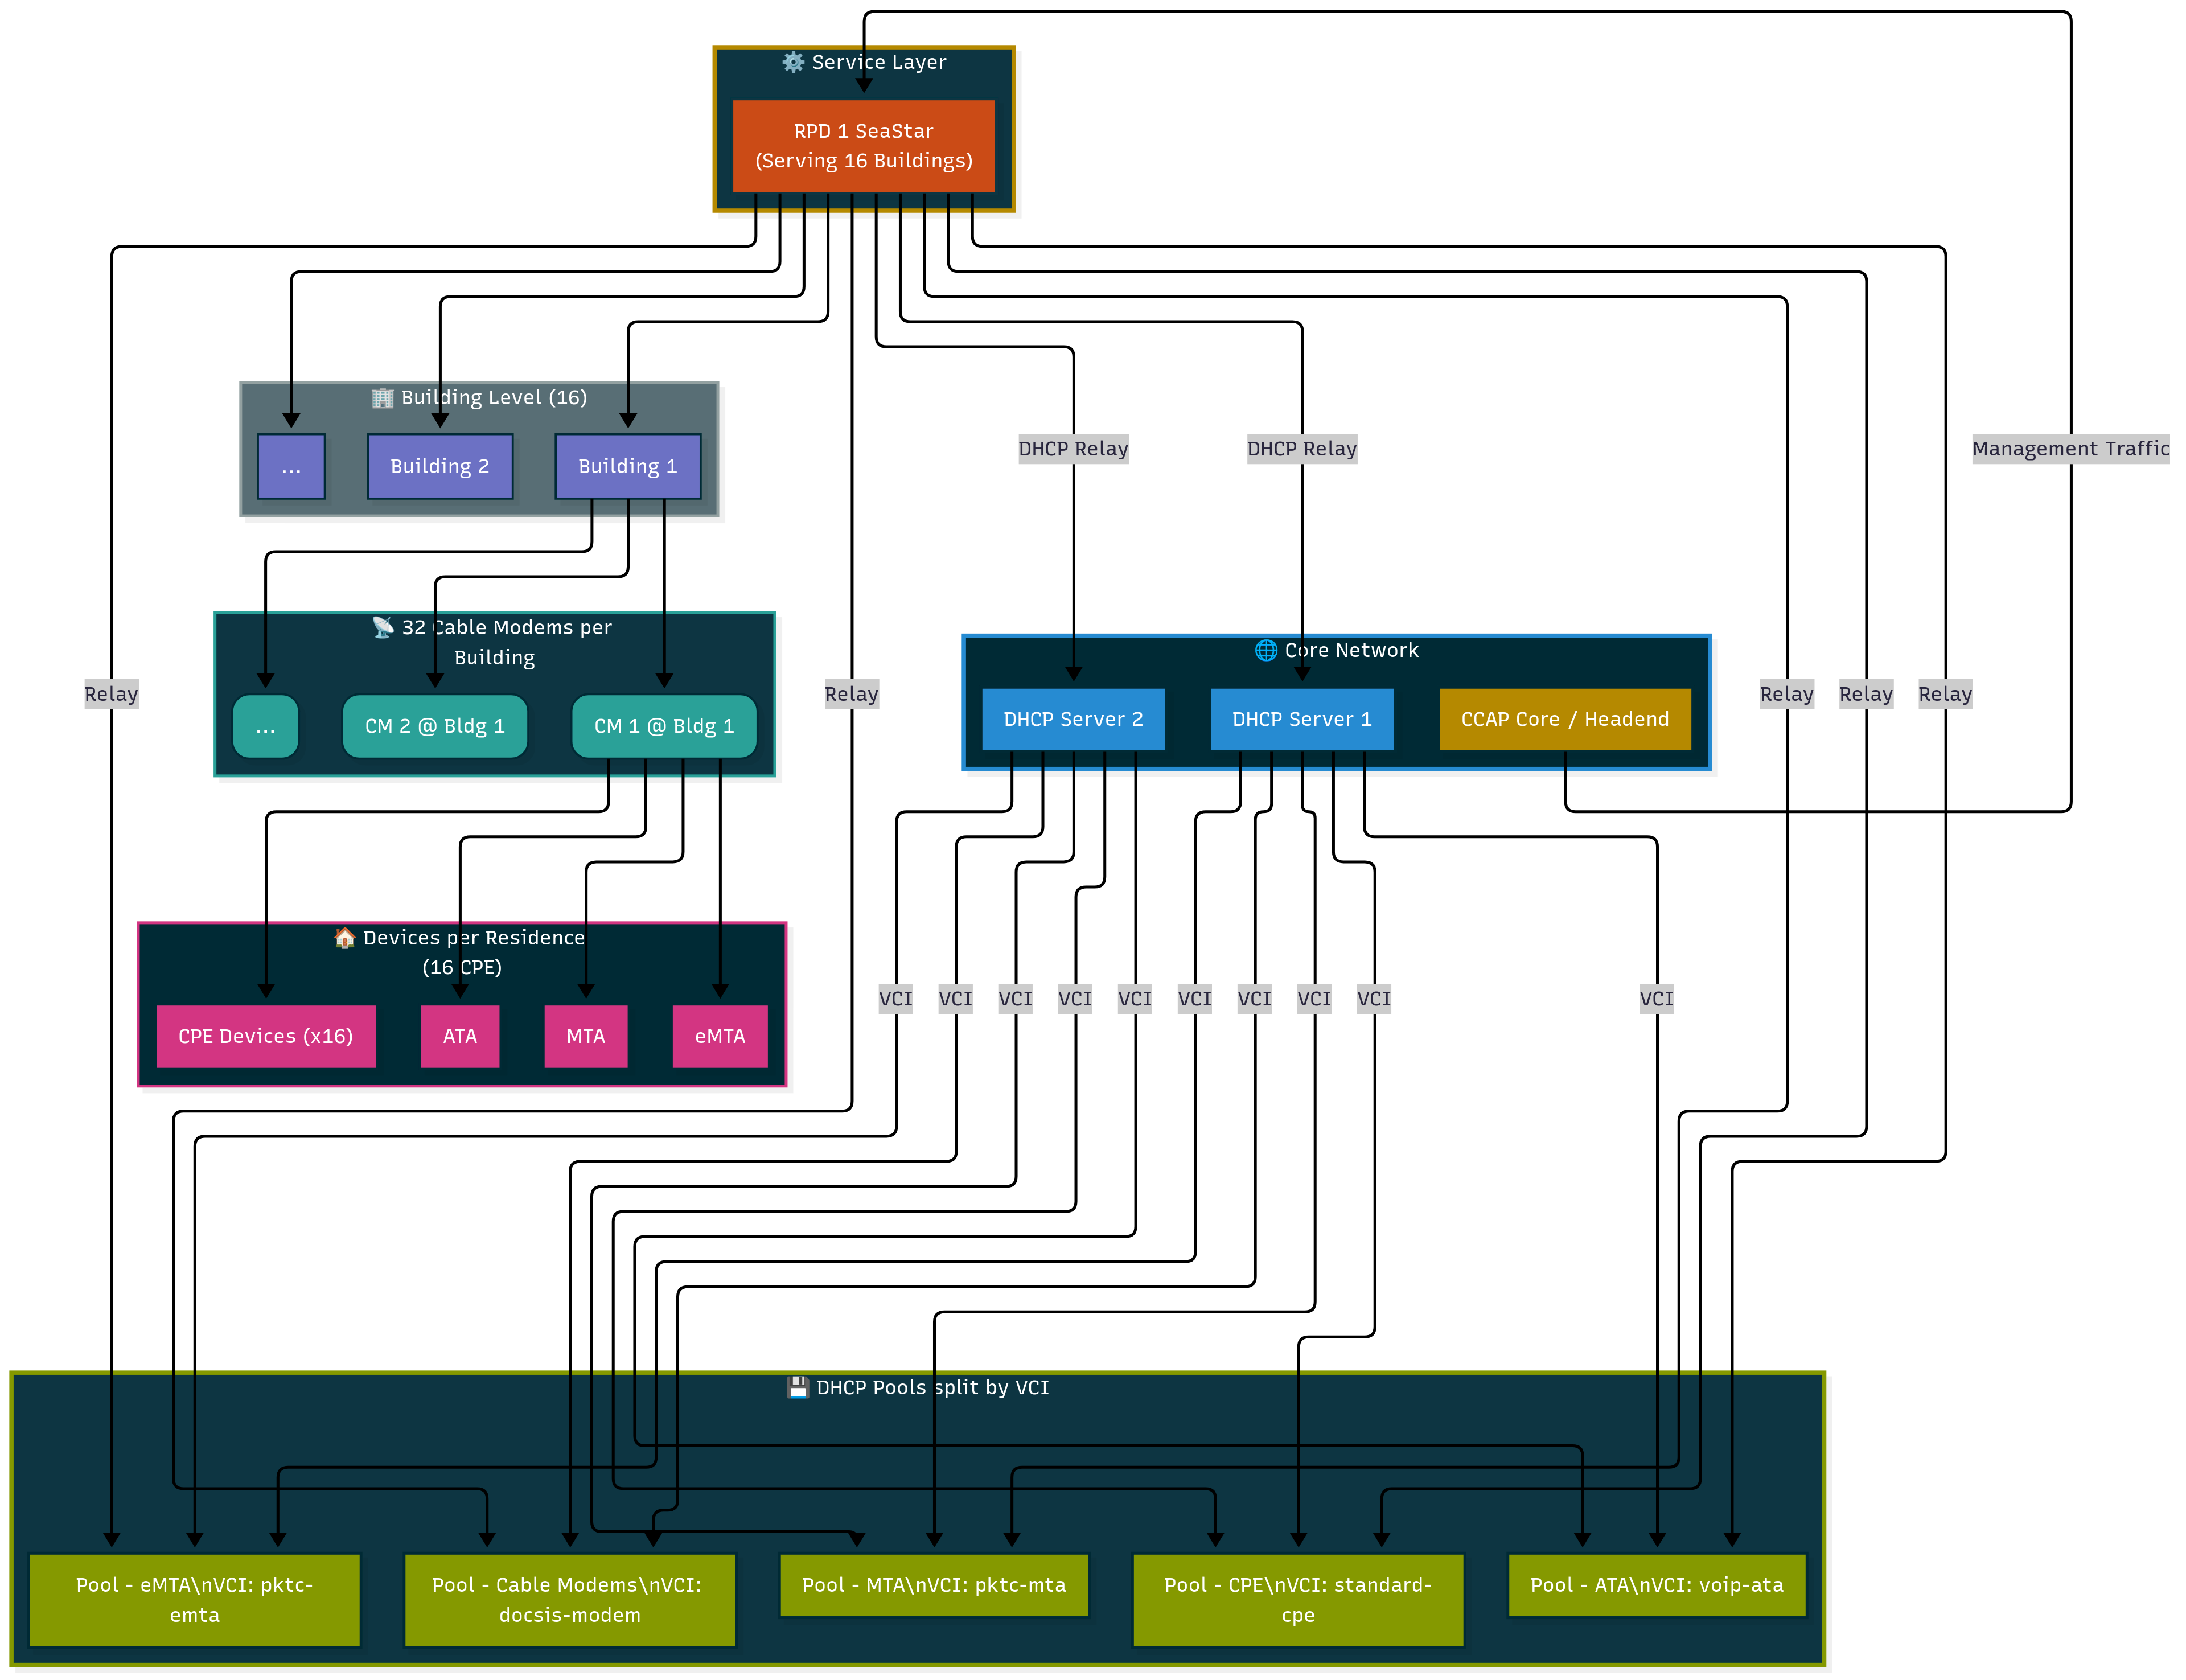 ⚙️ Service Layer
RPD 1 SeaStar
(Serving 16 Buildings)
🏢 Building Level (16)
...
Building 2
Building 1
DHCP Relay
DHCP Relay
Management Traffic
📡 32 Cable Modems per
Building
...
CM 2 @ Bldg 1
CM 1 @ Bldg 1
🌐 Core Network
DHCP Server 2
DHCP Server 1
CCAP Core / Headend
Relay
Relay
Relay
Relay
Relay
🏠 Devices per Residence
(16 CPE)
CPE Devices (x16)
ATA
MTA
eMTA
VCI
VCI
VCI
VCI
VCI
VCI
VCI
VCI
VCI
VCI
💾 DHCP Pools split by VCI
Pool - eMTA\nVCI: pktc-
emta
Pool - Cable Modems\nVCI:
docsis-modem
Pool - MTA\nVCI: pktc-mta
Pool - CPE\nVCI: standard-
cpe
Pool - ATA\nVCI: voip-ata